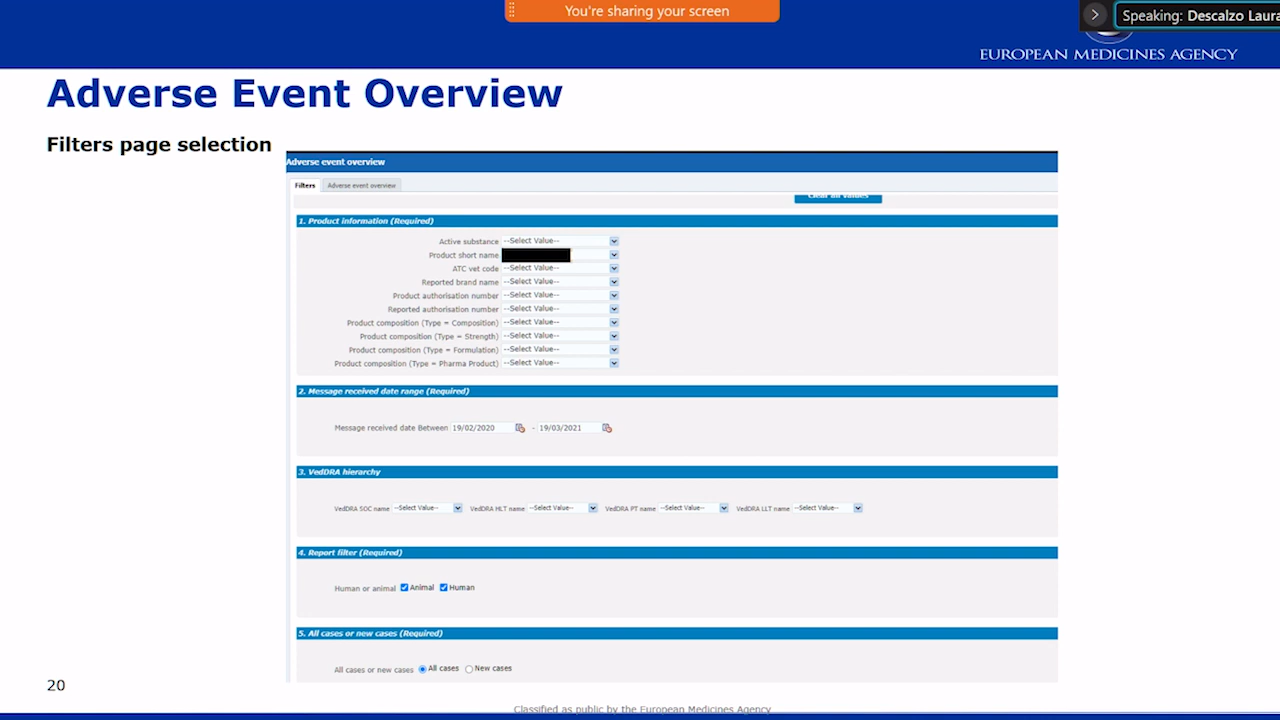 You're sharing your screen
Speaking: Descalzo Laura
EUROPEAN MEDICINES AGENCY
Adverse Event Overview
Filters page selection
Adverse event overview
Filters Adverse event overview
Clear all values
1. Product information (Required)
Active substance --Select Value--
Product short name
ATC vet code --Select Value--
Reported brand name --Select Value--
Product authorisation number --Select Value--
Reported authorisation number --Select Value--
Product composition (Type = Composition) --Select Value--
Product composition (Type = Strength) --Select Value--
Product composition (Type = Formulation) --Select Value--
Product composition (Type = Pharma Product) --Select Value--
2. Message received date range (Required)
Message received date Between 19/02/2020 - 19/03/2021
3. VedDRA hierarchy
VedDRA SOC name --Select Value-- VedDRA HLT name --Select Value-- VedDRA PT name --Select Value-- VedDRA LLT name --Select Value--
4. Report filter (Required)
Human or animal Animal Human
5. All cases or new cases (Required)
All cases or new cases All cases New cases
20
Classified as public by the European Medicines Agency